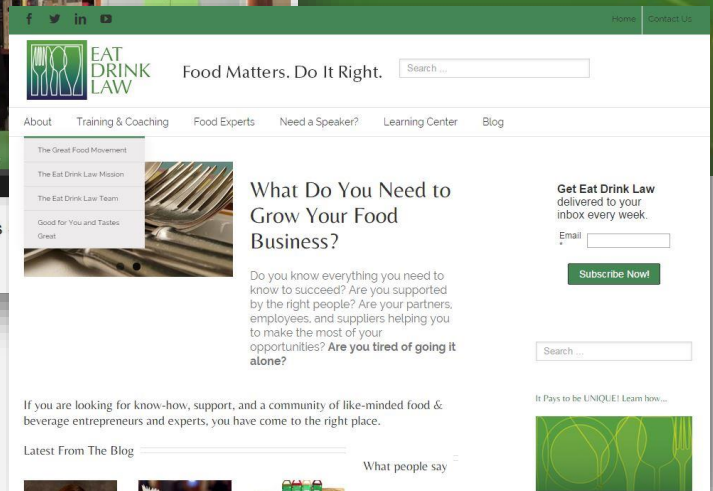 Home Contact Us
EAT
DRINK
LAW
Food Matters. Do It Right.
Search ...
About Training & Coaching Food Experts Need a Speaker? Learning Center Blog
The Great Food Movement
The Eat Drink Law Mission
The Eat Drink Law Team
Good for You and Tastes
Great
What Do You Need to
Grow Your Food
Business?
Do you know everything you need to
know to succeed? Are you supported
by the right people? Are your partners,
employees, and suppliers helping you
to make the most of your
opportunities? Are you tired of going it
alone?
Get Eat Drink Law
delivered to your
inbox every week.
Email
*
Subscribe Now!
Search ...
It Pays to be UNIQUE! Learn how...
If you are looking for know-how, support, and a community of like-minded food &
beverage entrepreneurs and experts, you have come to the right place.
Latest From The Blog
What people say